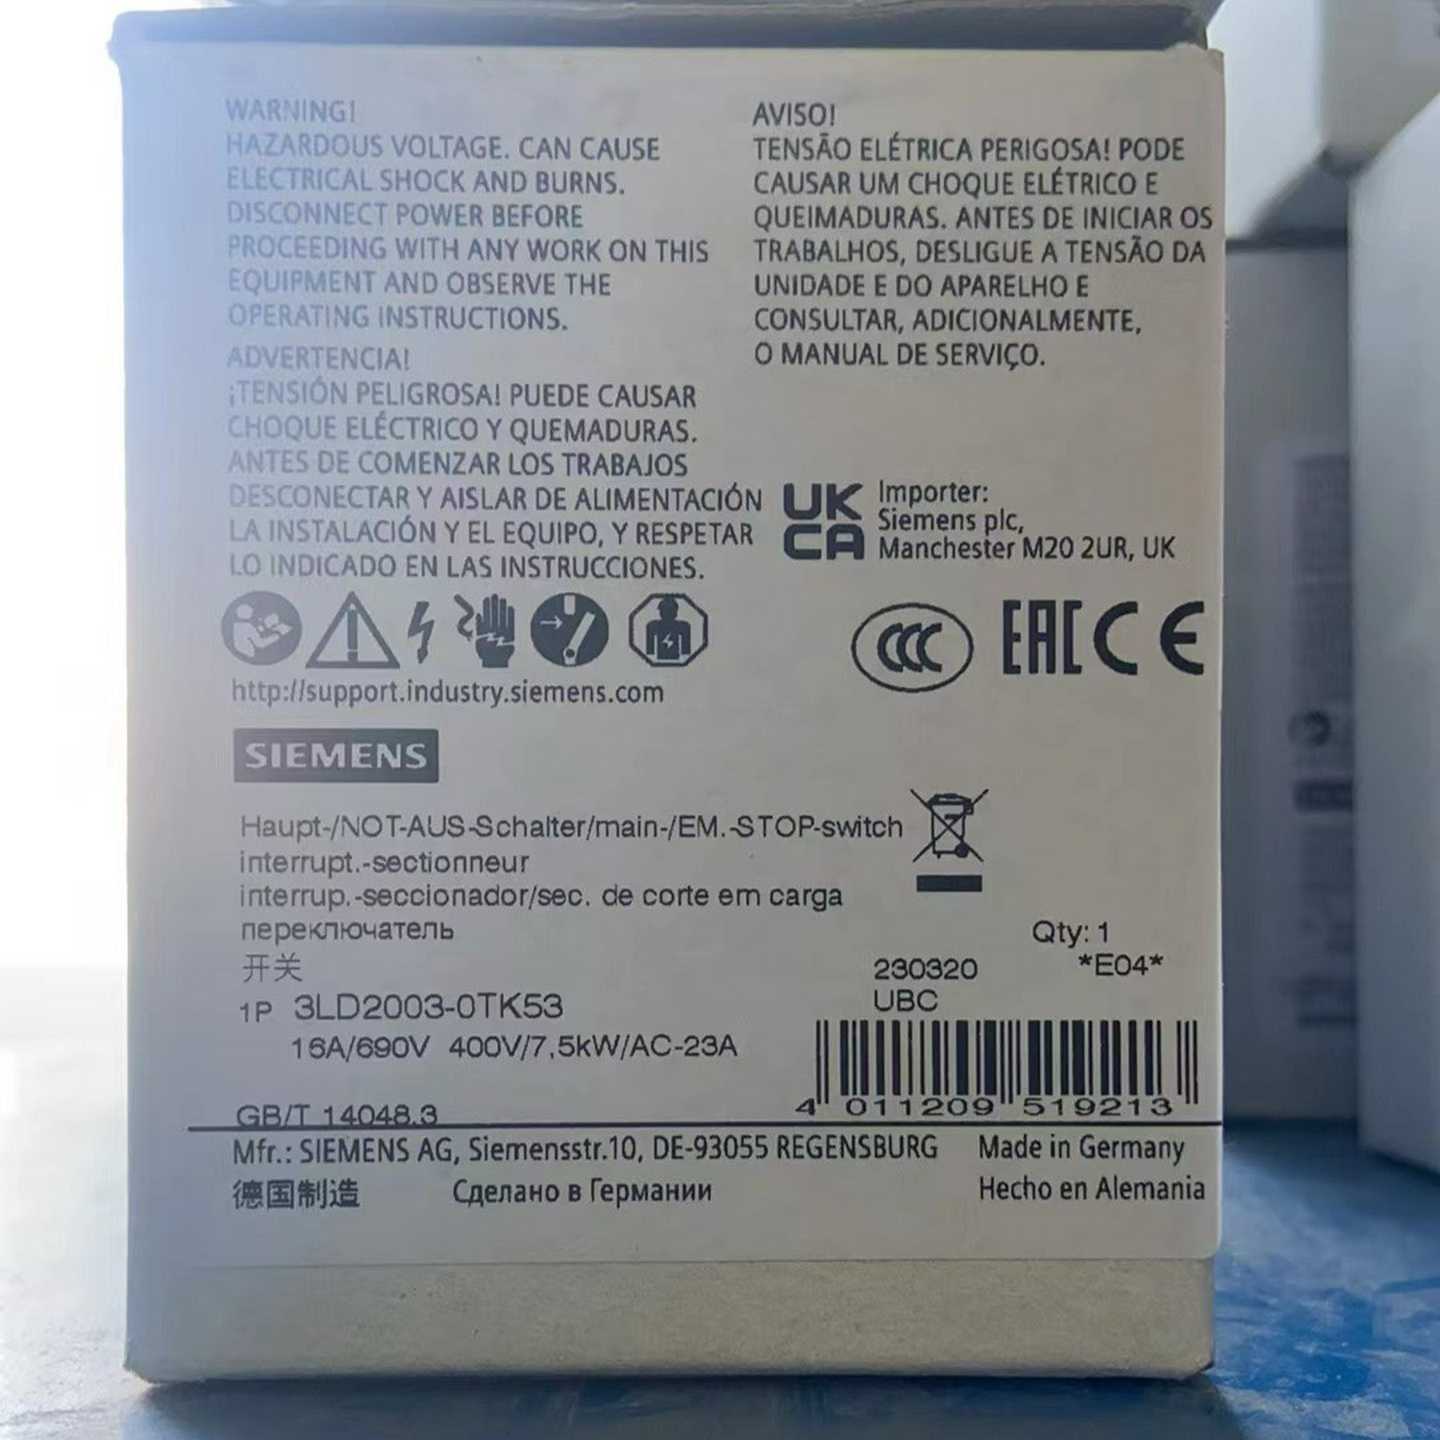 WARNING!
HAZARDOUS VOLTAGE. CAN CAUSE
ELECTRICAL SHOCK AND BURNS.
DISCONNECT POWER BEFORE
PROCEEDING WITH ANY WORK ON THIS
EQUIPMENT AND OBSERVE THE
OPERATING INSTRUCTIONS.
ADVERTENCIA!
¡TENSIÓN PELIGROSA! PUEDE CAUSAR
CHOQUE ELÉCTRICO Y QUEMADURAS.
ANTES DE COMENZAR LOS TRABAJOS
DESCONECTAR Y AISLAR DE ALIMENTACIÓN
LA INSTALACIÓN Y EL EQUIPO, Y RESPETAR
LO INDICADO EN LAS INSTRUCCIONES.
AVISO!
TENSÃO ELÉTRICA PERIGOSA! PODE
CAUSAR UM CHOQUE ELÉTRICO E
QUEIMADURAS. ANTES DE INICIAR OS
TRABALHOS, DESLIGUE A TENSÃO DA
UNIDADE E DO APARELHO E
CONSULTAR, ADICIONALMENTE,
O MANUAL DE SERVIÇO.
UK
CA
Importer:
Siemens plc,
Manchester M20 2UR, UK
CCC EAC CE
http://support.industry.siemens.com
SIEMENS
Haupt-/NOT-AUS-Schalter/main-/EM.-STOP-switch
interrupt.-sectionneur
interrup.-seccionador/sec. de corte em carga
переключатель
开关
Qty: 1
230320 *E04*
UBC
1P 3LD2003-0TK53
16A/690V 400V/7,5kW/AC-23A
4 011209 519213
GB/T 14048.3
Mfr.: SIEMENS AG, Siemensstr.10, DE-93055 REGENSBURG Made in Germany
德国制造 Сделано в Германии Hecho en Alemania